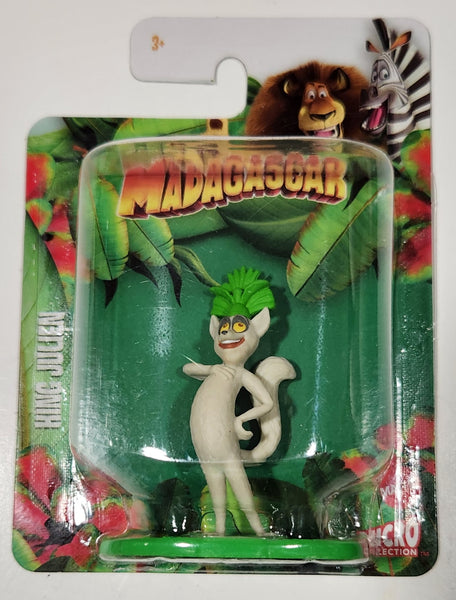 3+
MADAGASCAR
KING JULIEN
MICRO
COLLECTION